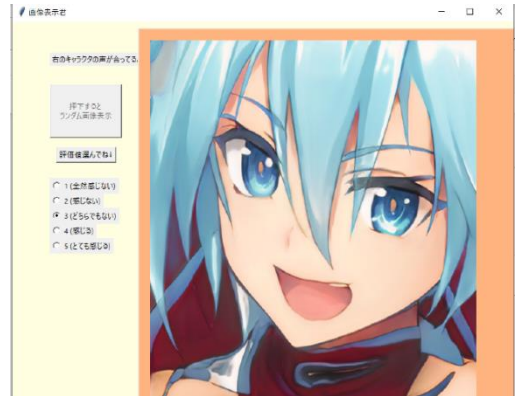 画像表示君
右のキャラクタの声が合ってる
押下すると
ランダム画像表示
評価値選んでね↓
1 (全然感じない)
2 (感じない)
3 (どちらでもない)
4 (感じる)
5 (とても感じる)